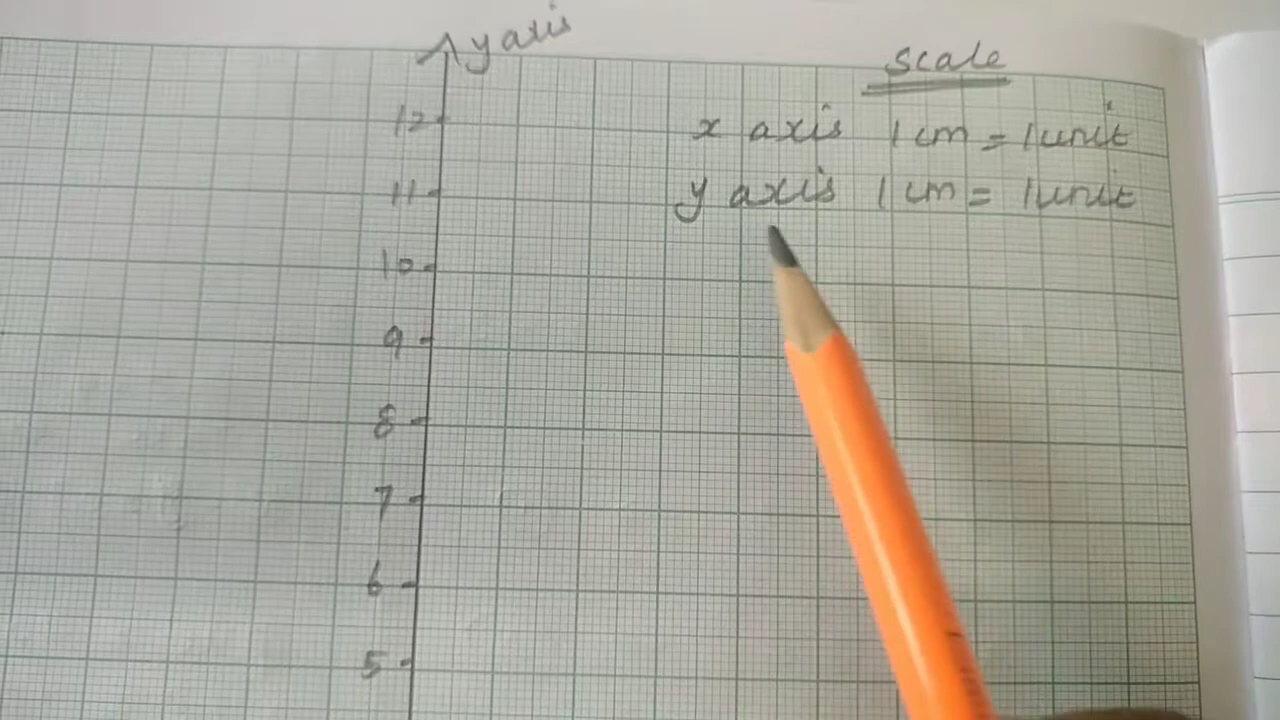 y axis
scale
12
x axis 1 cm = 1 unit
11
y axis 1 cm = 1 unit
10
9
8
7
6
5